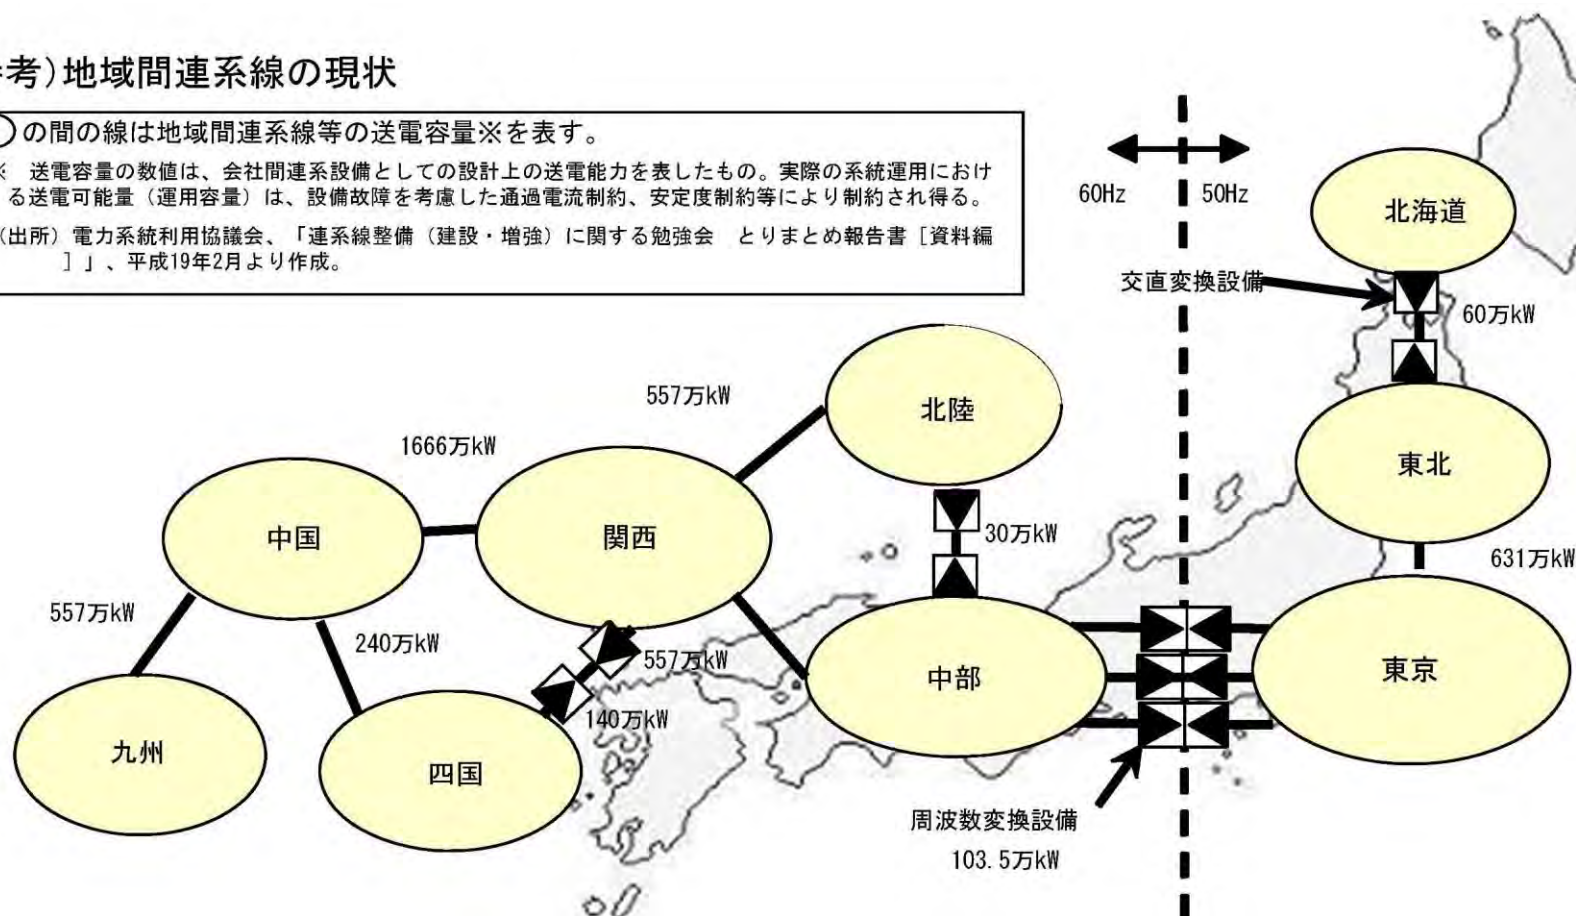 考）地域間連系線の現状
の間の線は地域間連系線等の送電容量※を表す。
※　送電容量の数値は、会社間連系設備としての設計上の送電能力を表したもの。実際の系統運用におけ
る送電可能量（運用容量）は、設備故障を考慮した通過電流制約、安定度制約等により制約され得る。
（出所）電力系統利用協議会、「連系線整備（建設・増強）に関する勉強会　とりまとめ報告書［資料編
］」、平成19年2月より作成。
60Hz
50Hz
北海道
交直変換設備
60万kW
北陸
557万kW
東北
1666万kW
中国
関西
30万kW
631万kW
557万kW
240万kW
557万kW
中部
東京
140万kW
九州
四国
周波数変換設備
103.5万kW